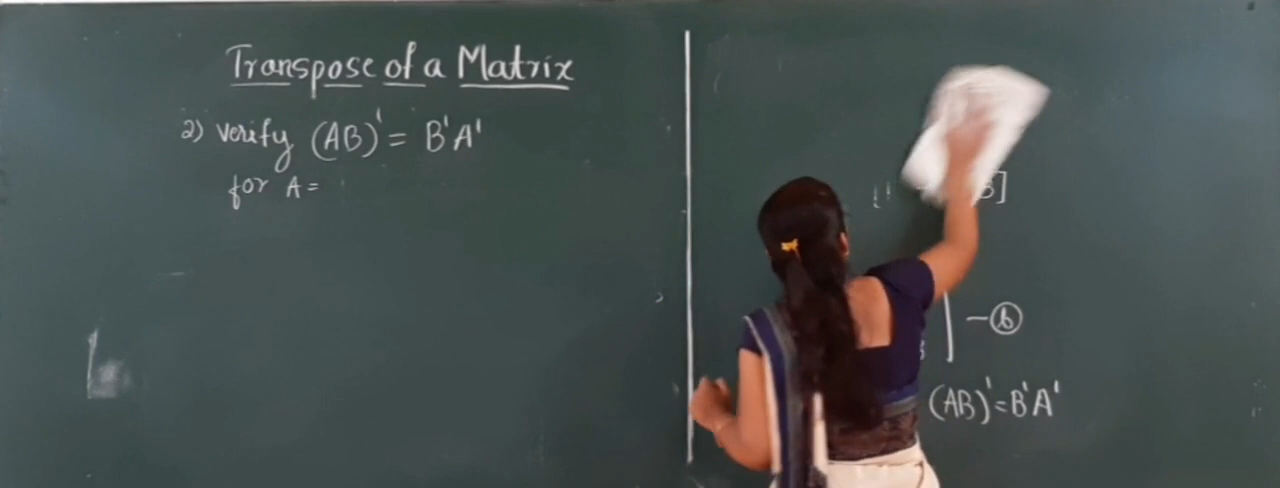 Transpose of a Matrix
2) Verify (AB)' = B'A'
for A =
B]
-(b)
(AB)'=B'A'